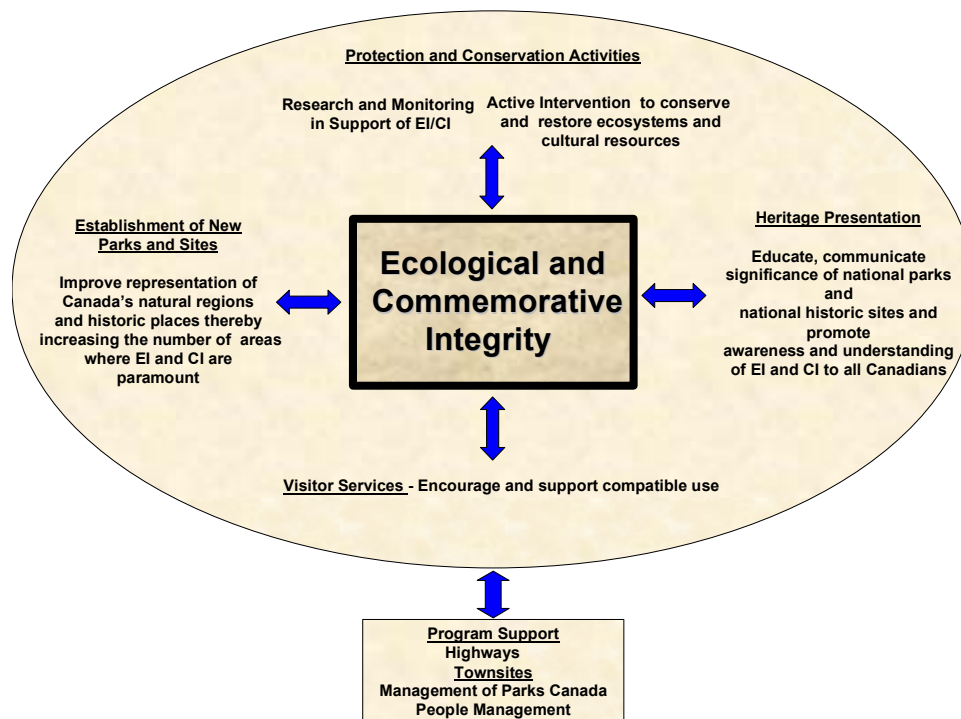 Protection and Conservation Activities
Research and Monitoring
in Support of EI/CI
Active Intervention to conserve
and restore ecosystems and
cultural resources
Establishment of New
Parks and Sites
Improve representation of
Canada's natural regions
and historic places thereby
increasing the number of areas
where EI and CI are
paramount
Ecological and
Commemorative
Integrity
Heritage Presentation
Educate, communicate
significance of national parks
and
national historic sites and
promote
awareness and understanding
of EI and CI to all Canadians
Visitor Services - Encourage and support compatible use
Program Support
Highways
Townsites
Management of Parks Canada
People Management